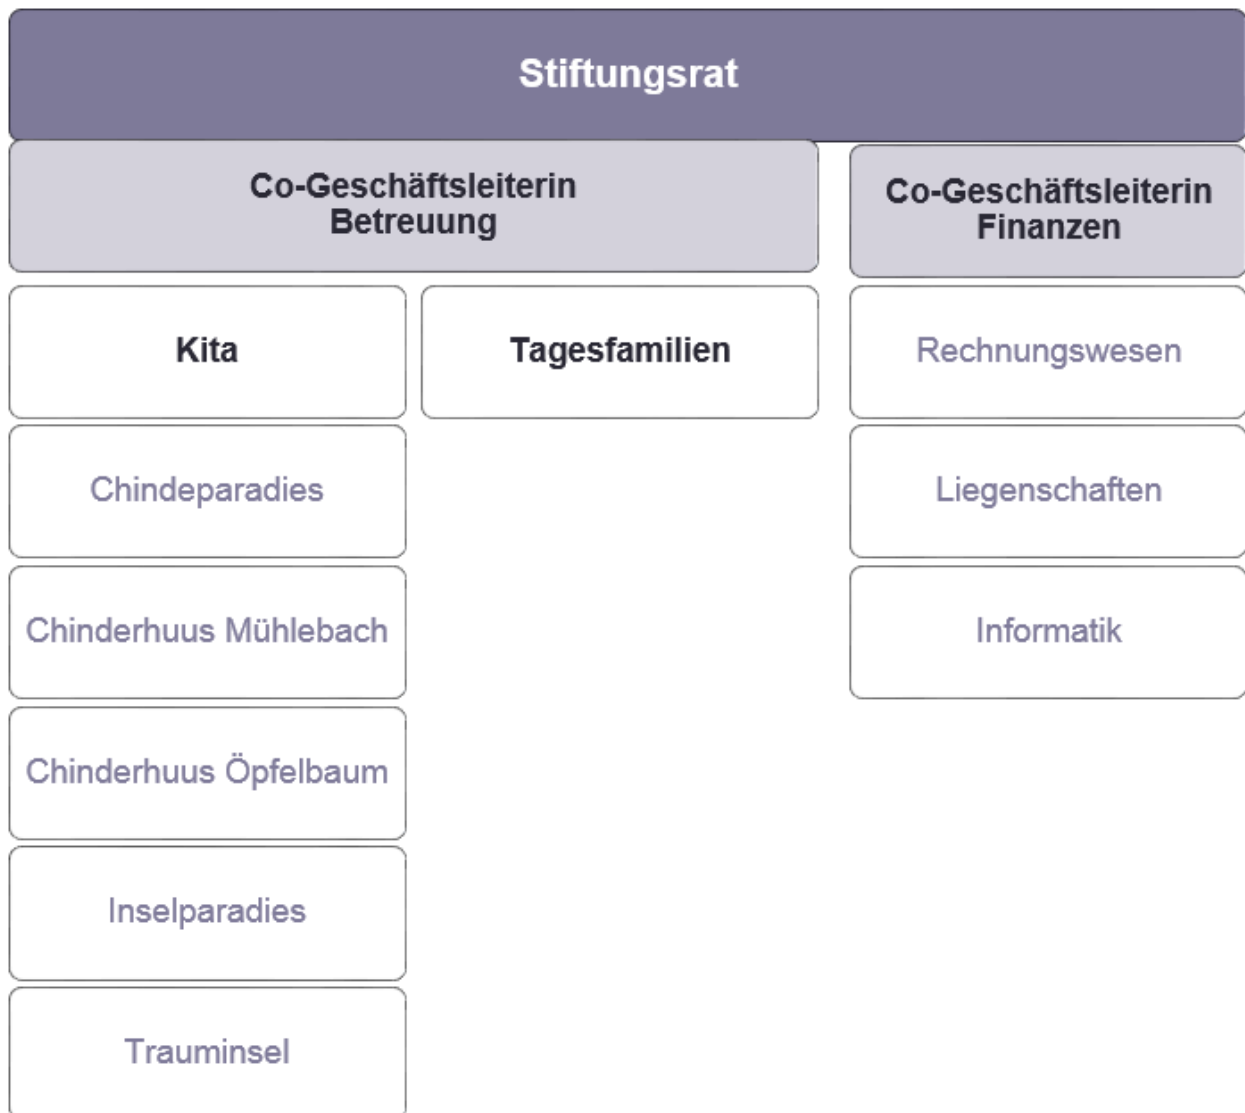 Stiftungsrat
Co-Geschäftsleiterin
Betreuung
Co-Geschäftsleiterin
Finanzen
Kita
Tagesfamilien
Rechnungswesen
Chindeparadies
Liegenschaften
Chinderhuus Mühlebach
Informatik
Chinderhuus Öpfelbaum
Inselparadies
Trauminsel